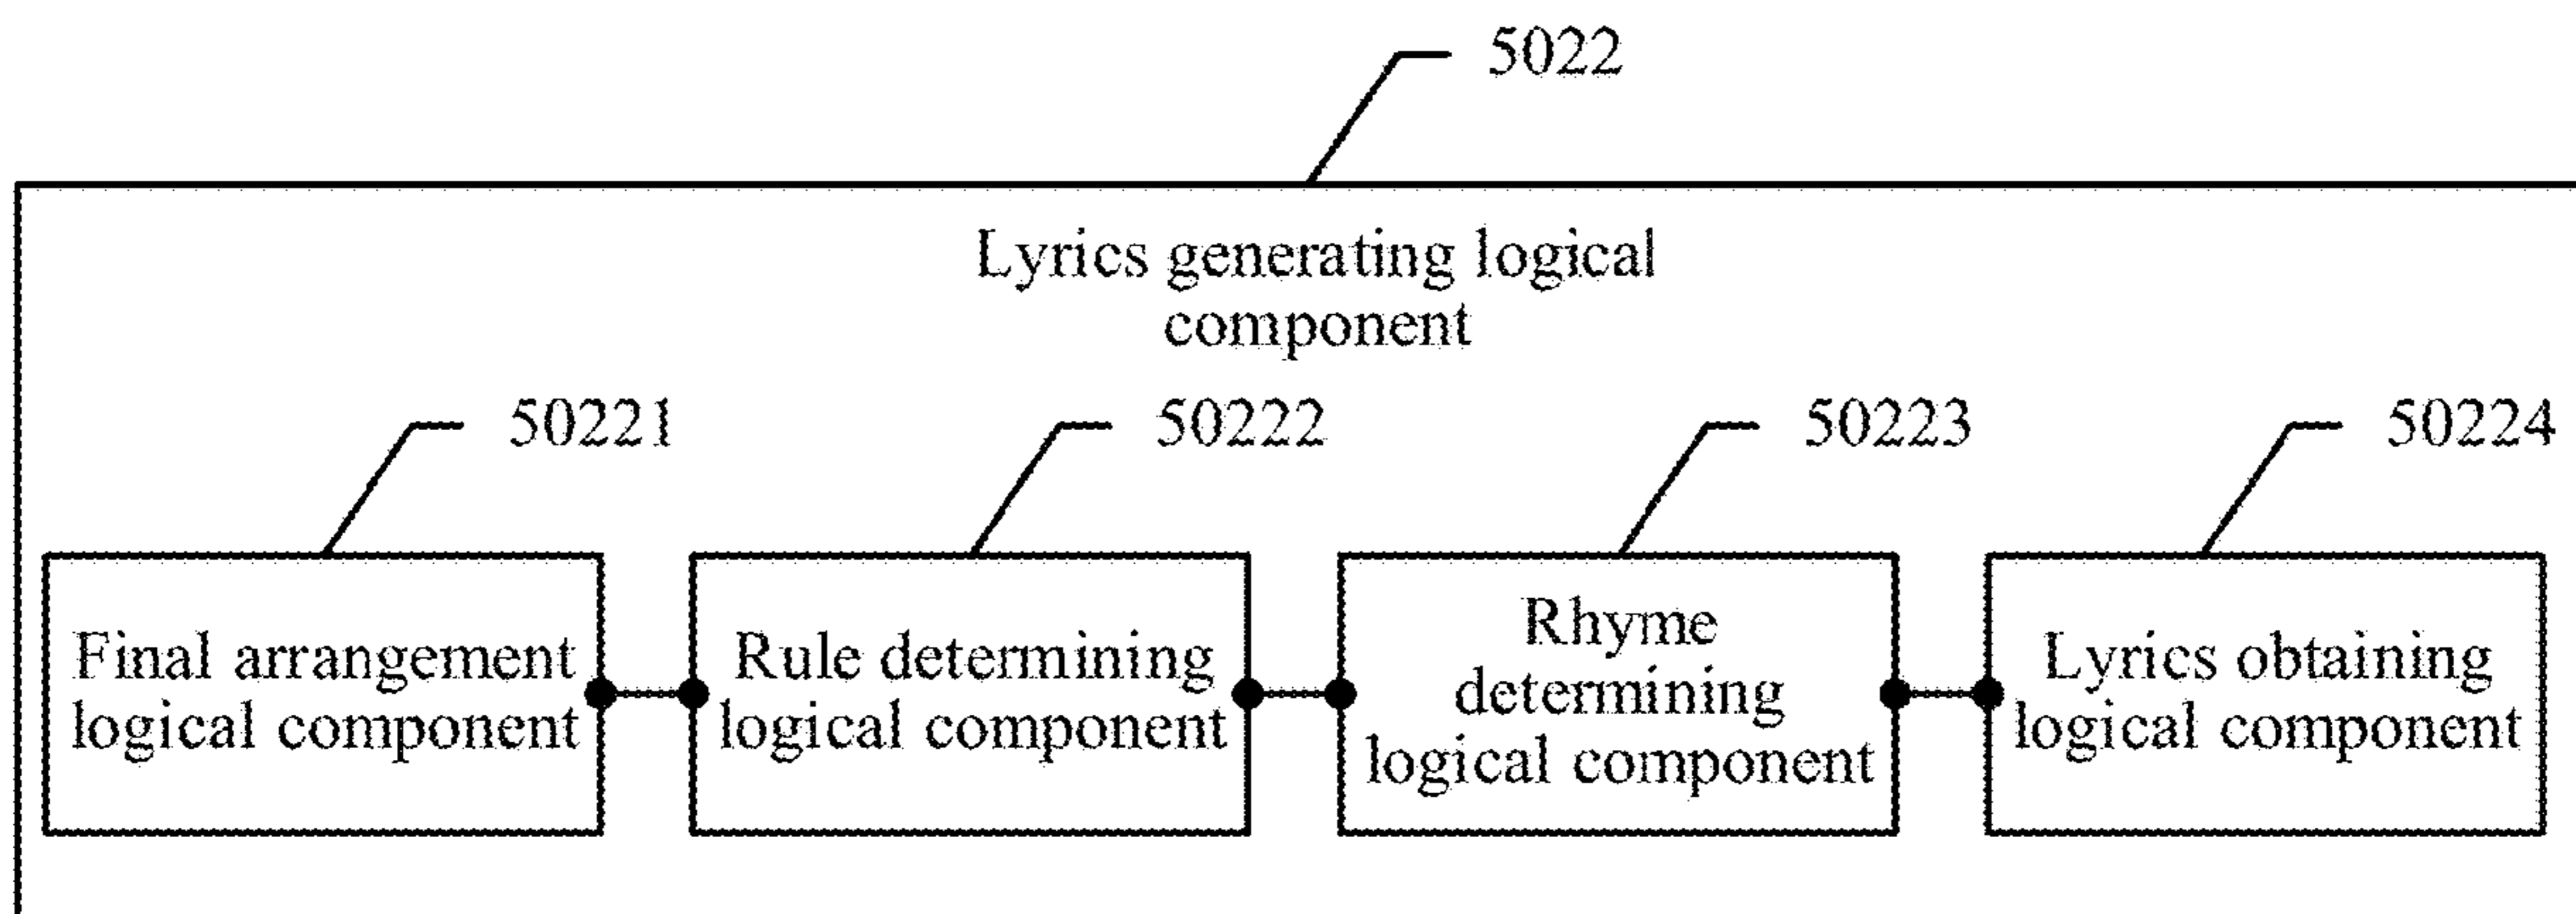 5022
Lyrics generating logical
component
50221
50222
50223
50224
Final arrangement
logical component
Rule determining
logical component
Rhyme
determining
logical component
Lyrics obtaining
logical component